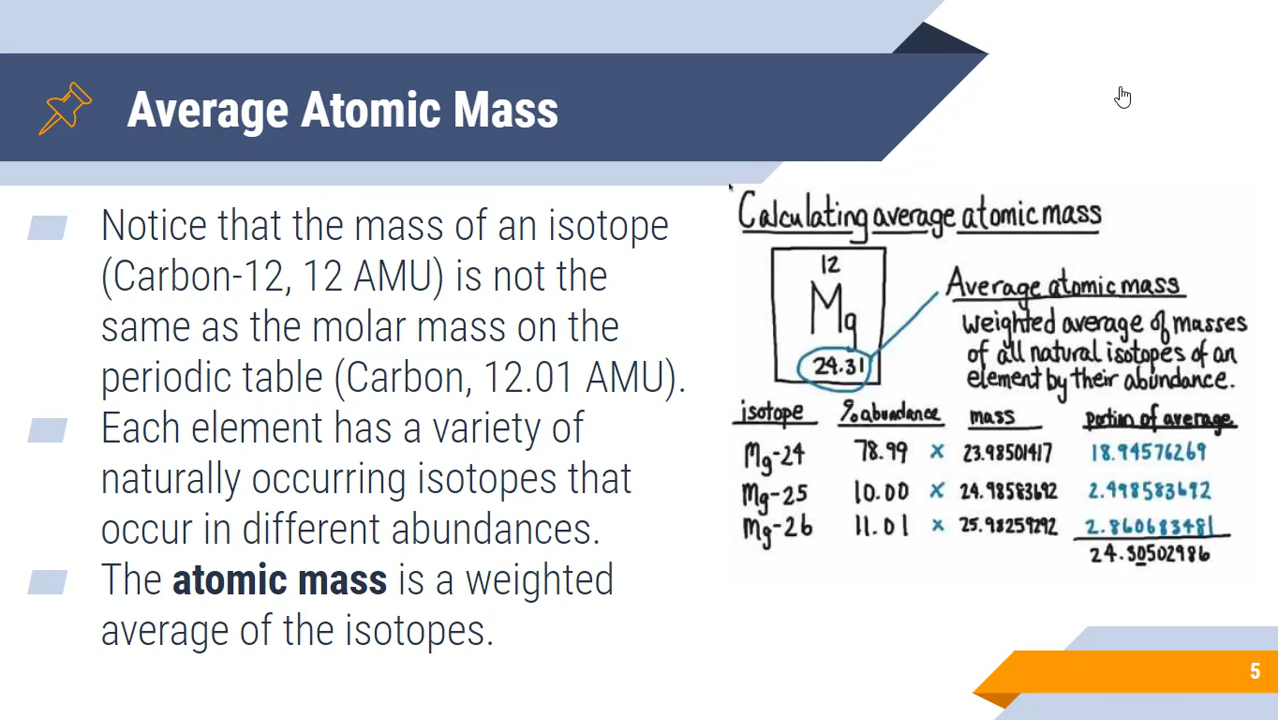 Average Atomic Mass
Notice that the mass of an isotope
(Carbon-12, 12 AMU) is not the
same as the molar mass on the
periodic table (Carbon, 12.01 AMU).
Each element has a variety of
naturally occurring isotopes that
occur in different abundances.
The atomic mass is a weighted
average of the isotopes.
Calculating average atomic mass
12
Mg
24.31
Average atomic mass
weighted average of masses
of all natural isotopes of an
element by their abundance.
isotope % abundance mass portion of average
Mg-24 78.99 x 23.98501417 18.94576269
Mg-25 10.00 x 24.98583692 2.498583692
Mg-26 11.01 x 25.98259292 2.860683481
24.30502986
5